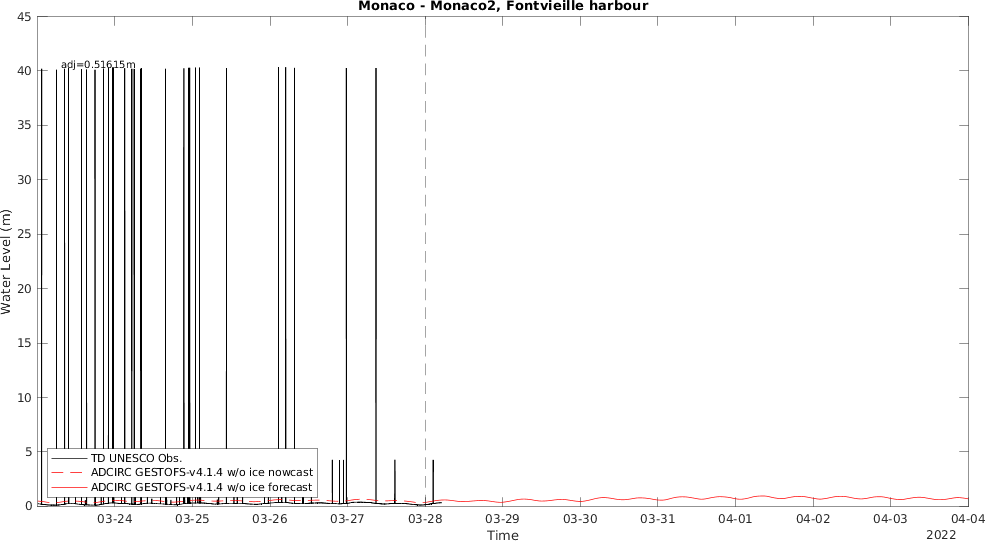 Monaco - Monaco2, Fontvieille harbour
adj=0.51615m
Water Level (m)
45
40
35
30
25
20
15
10
5
0
TD UNESCO Obs.
ADCIRC GESTOFS-v4.1.4 w/o ice nowcast
ADCIRC GESTOFS-v4.1.4 w/o ice forecast
03-24 03-25 03-26 03-27 03-28 03-29 03-30 03-31 04-01 04-02 04-03 04-04
Time
2022